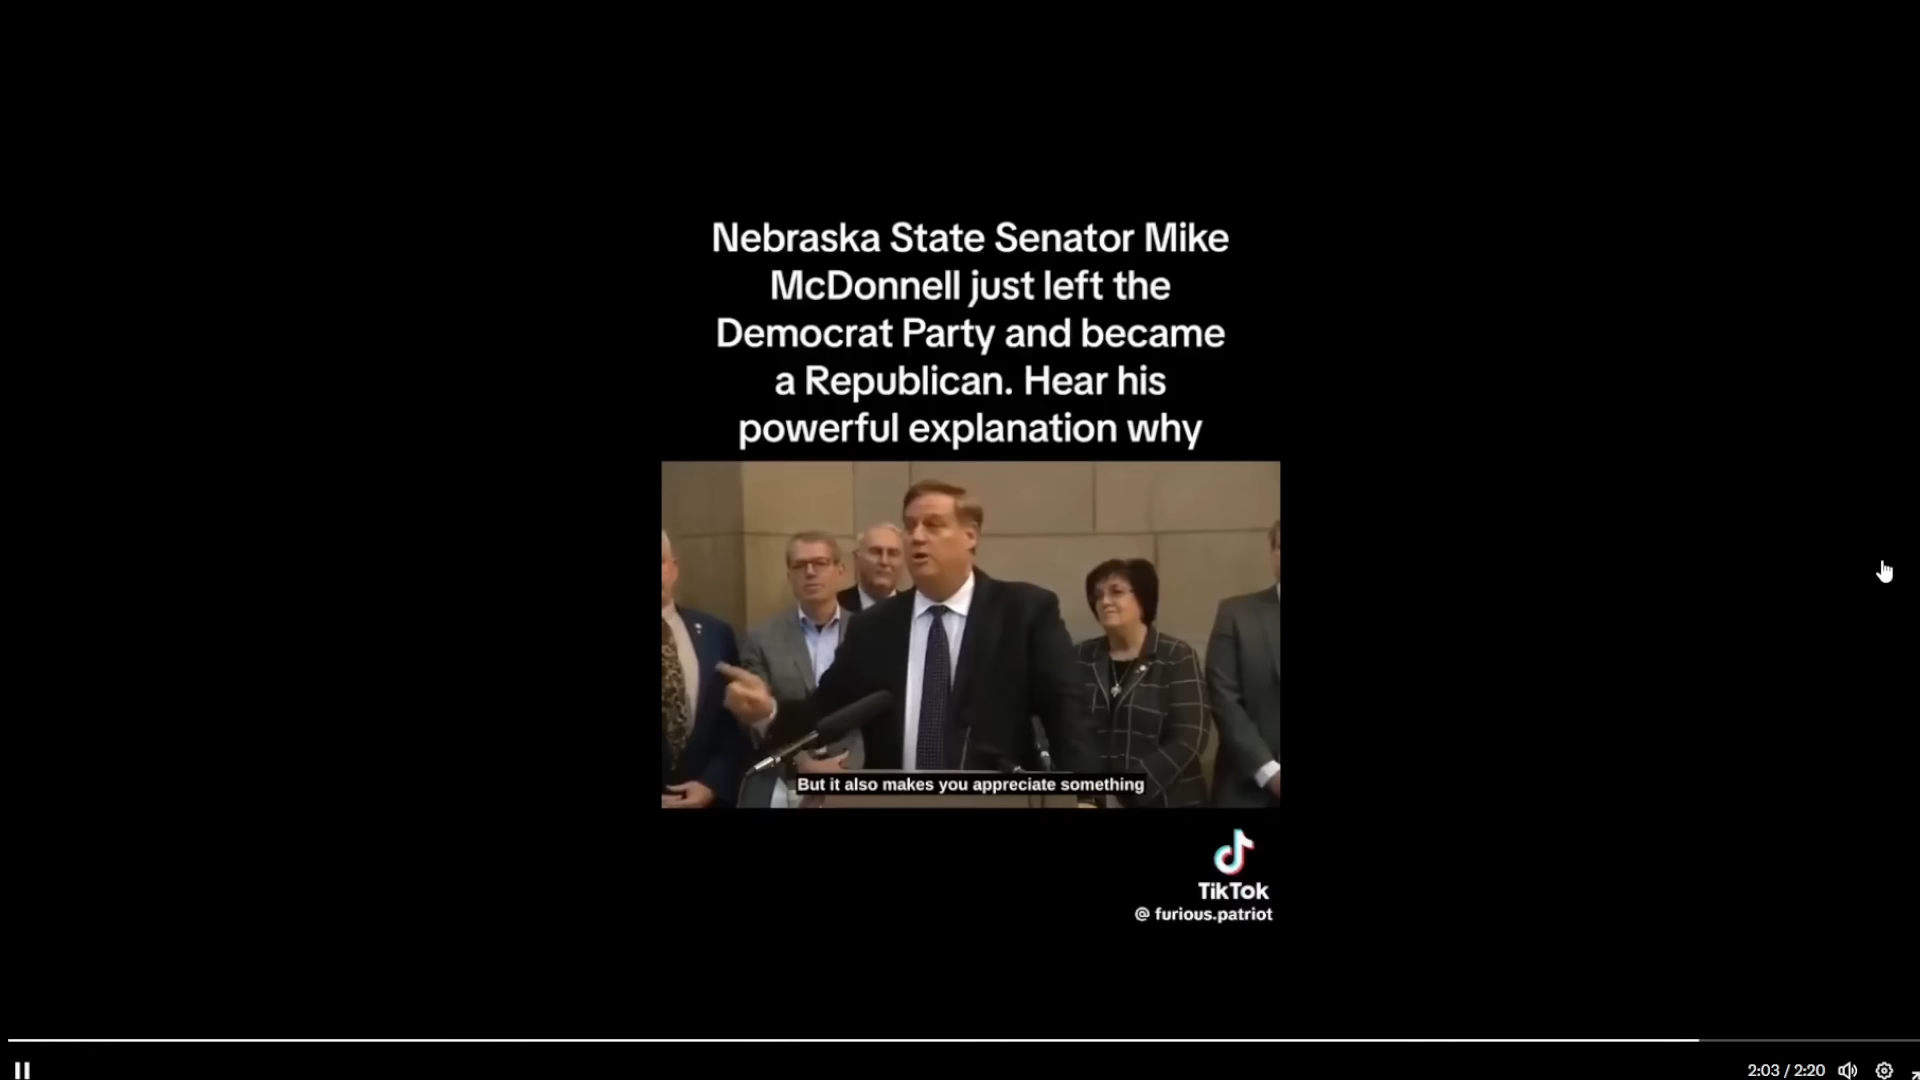 Nebraska State Senator Mike
McDonnell just left the
Democrat Party and became
a Republican. Hear his
powerful explanation why
But it also makes you appreciate something
TikTok
@ furious.patriot
2:03 / 2:20